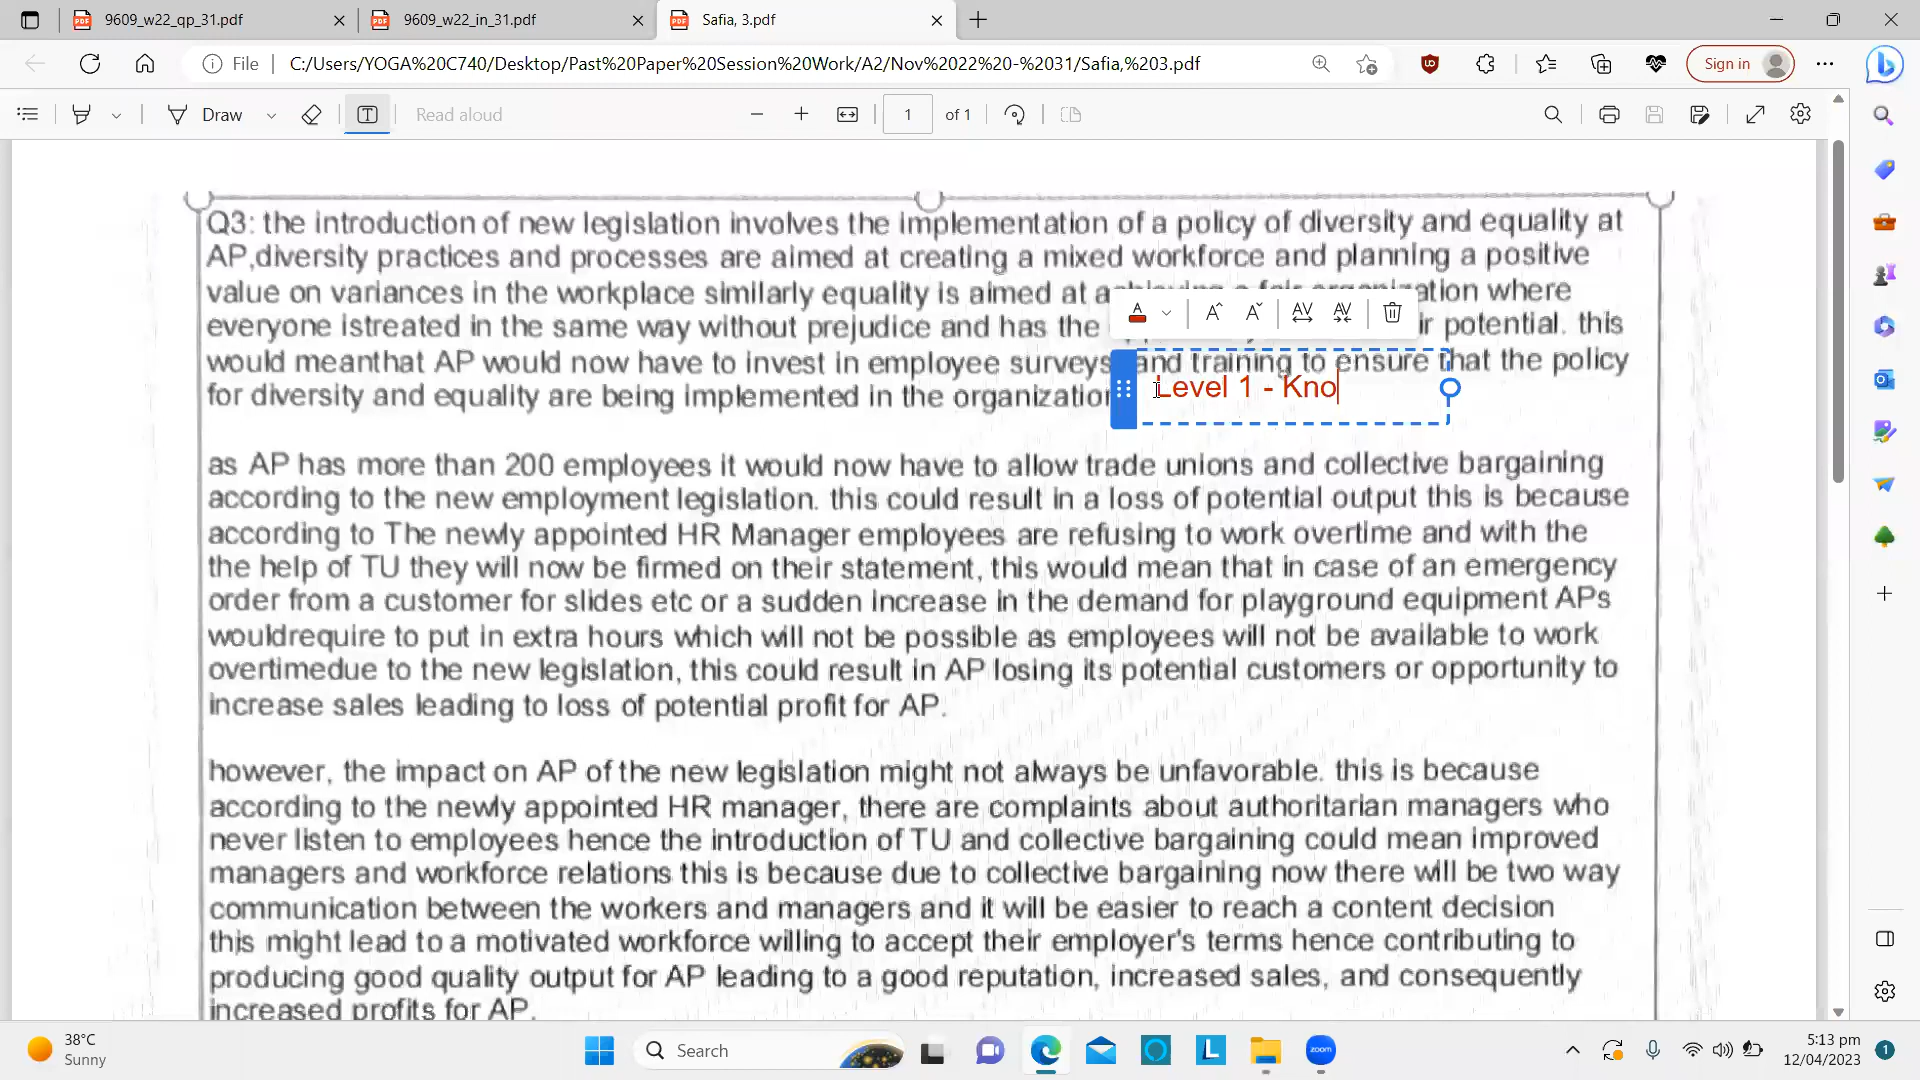 9609_w22_qp_31.pdf
9609_w22_in_31.pdf
Safia, 3.pdf
File
C:/Users/YOGA%20C740/Desktop/Past%20Paper%20Session%20Work/A2/Nov%2022%20-%2031/Safia,%203.pdf
Sign in
Draw
Read aloud
1
of 1
Q3: the introduction of new legislation involves the implementation of a policy of diversity and equality at
AP,diversity practices and processes are aimed at creating a mixed workforce and planning a positive
value on variances in the workplace similarly equality is aimed at
ation where
everyone istreated in the same way without prejudice and has the
ir potential. this
would meanthat AP would now have to invest in employee surveys and training to ensure that the policy
for diversity and equality are being implemented in the organization
Level 1 - Kno
as AP has more than 200 employees it would now have to allow trade unions and collective bargaining
according to the new employment legislation. this could result in a loss of potential output this is because
according to The newly appointed HR Manager employees are refusing to work overtime and with the
the help of TU they will now be firmed on their statement, this would mean that in case of an emergency
order from a customer for slides etc or a sudden increase in the demand for playground equipment APs
wouldrequire to put in extra hours which will not be possible as employees will not be available to work
overtimedue to the new legislation, this could result in AP losing its potential customers or opportunity to
increase sales leading to loss of potential profit for AP.
however, the impact on AP of the new legislation might not always be unfavorable. this is because
according to the newly appointed HR manager, there are complaints about authoritarian managers who
never listen to employees hence the introduction of TU and collective bargaining could mean improved
managers and workforce relations this is because due to collective bargaining now there will be two way
communication between the workers and managers and it will be easier to reach a content decision
this might lead to a motivated workforce willing to accept their employer's terms hence contributing to
producing good quality output for AP leading to a good reputation, increased sales, and consequently
increased profits for AP.
38°C
Sunny
Search
zoom
5:13 pm
12/04/2023
1